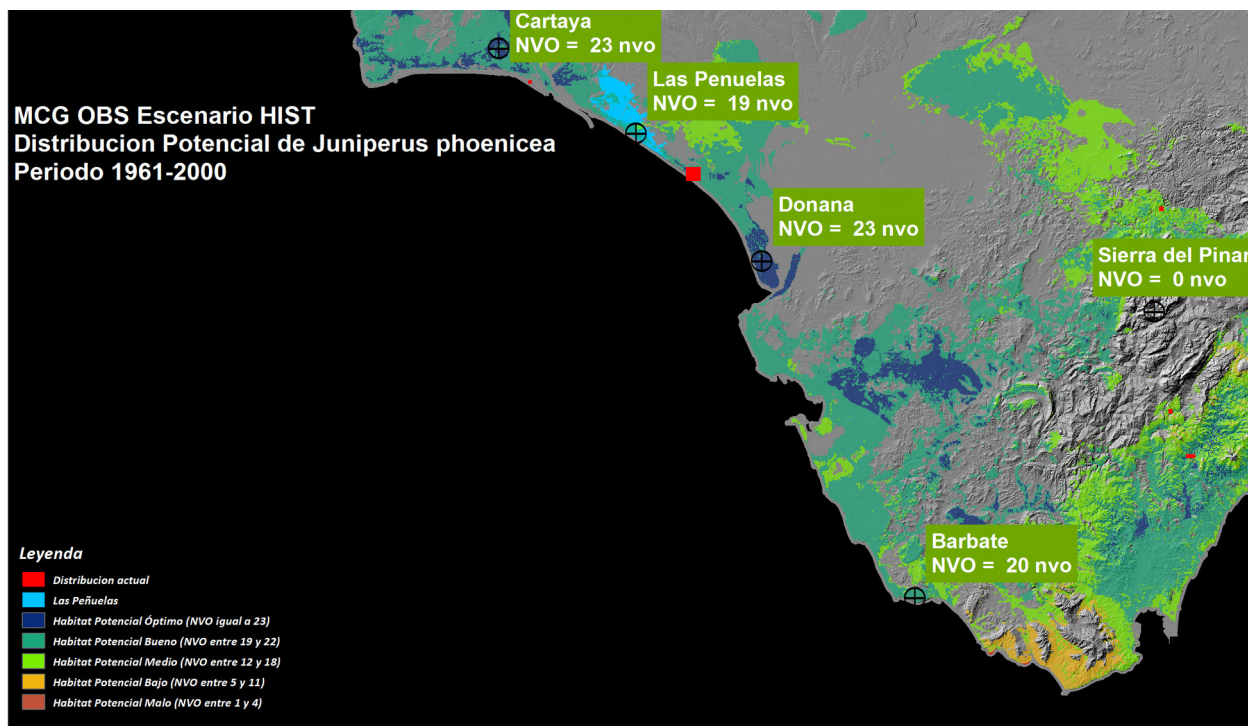 Cartaya
NVO =  23 nvo
Las Penuelas
NVO =  19 nvo
MCG OBS Escenario HIST
Distribucion Potencial de Juniperus phoenicea
Periodo 1961-2000
Donana
NVO =  23 nvo
Sierra del Pinar
NVO =  0 nvo
Barbate
NVO =  20 nvo
Leyenda
Distribucion actual
Las Peñuelas
Habitat Potencial Óptimo (NVO igual a 23)
Habitat Potencial Bueno (NVO entre 19 y 22)
Habitat Potencial Medio (NVO entre 12 y 18)
Habitat Potencial Bajo (NVO entre 5 y 11)
Habitat Potencial Malo (NVO entre 1 y 4)